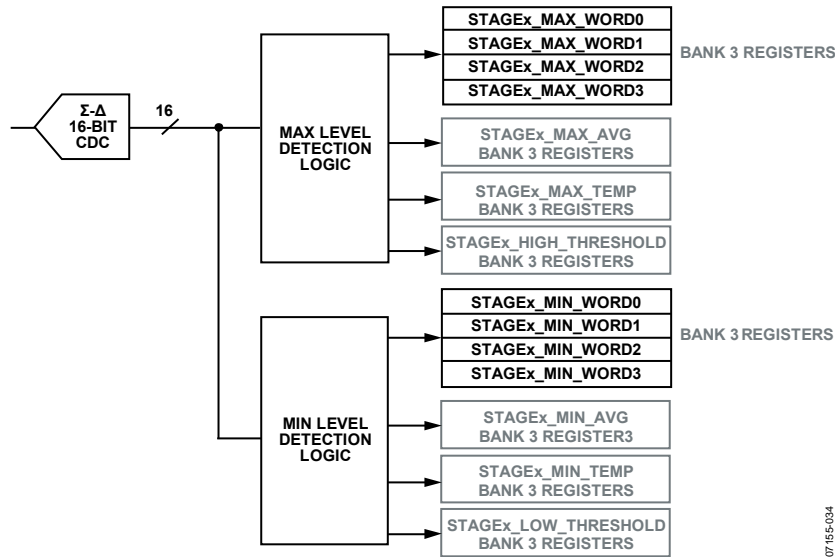 STAGEx_MAX_WORD0
STAGEx_MAX_WORD1
STAGEx_MAX_WORD2
STAGEx_MAX_WORD3
BANK 3 REGISTERS
Σ-Δ
16-BIT
CDC
16
MAX LEVEL
DETECTION
LOGIC
STAGEx_MAX_AVG
BANK 3 REGISTERS
STAGEx_MAX_TEMP
BANK 3 REGISTERS
STAGEx_HIGH_THRESHOLD
BANK 3 REGISTERS
STAGEx_MIN_WORD0
STAGEx_MIN_WORD1
STAGEx_MIN_WORD2
STAGEx_MIN_WORD3
BANK 3 REGISTERS
MIN LEVEL
DETECTION
LOGIC
STAGEx_MIN_AVG
BANK 3 REGISTER3
STAGEx_MIN_TEMP
BANK 3 REGISTERS
STAGEx_LOW_THRESHOLD
BANK 3 REGISTERS
07155-034